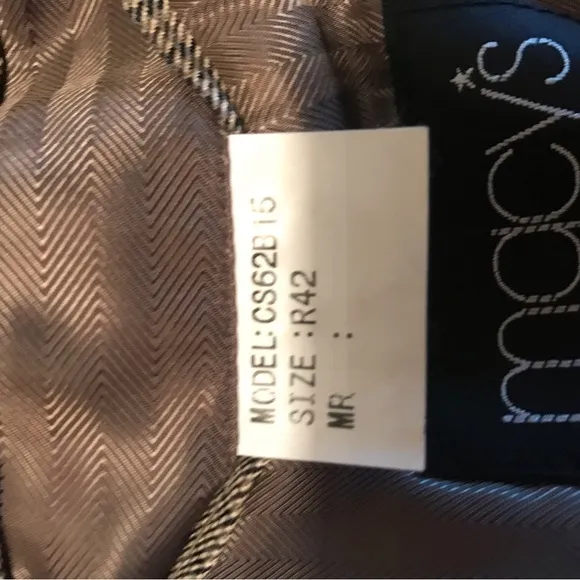 MODEL:CS62B15
SIZE :R42
MR :
macy's